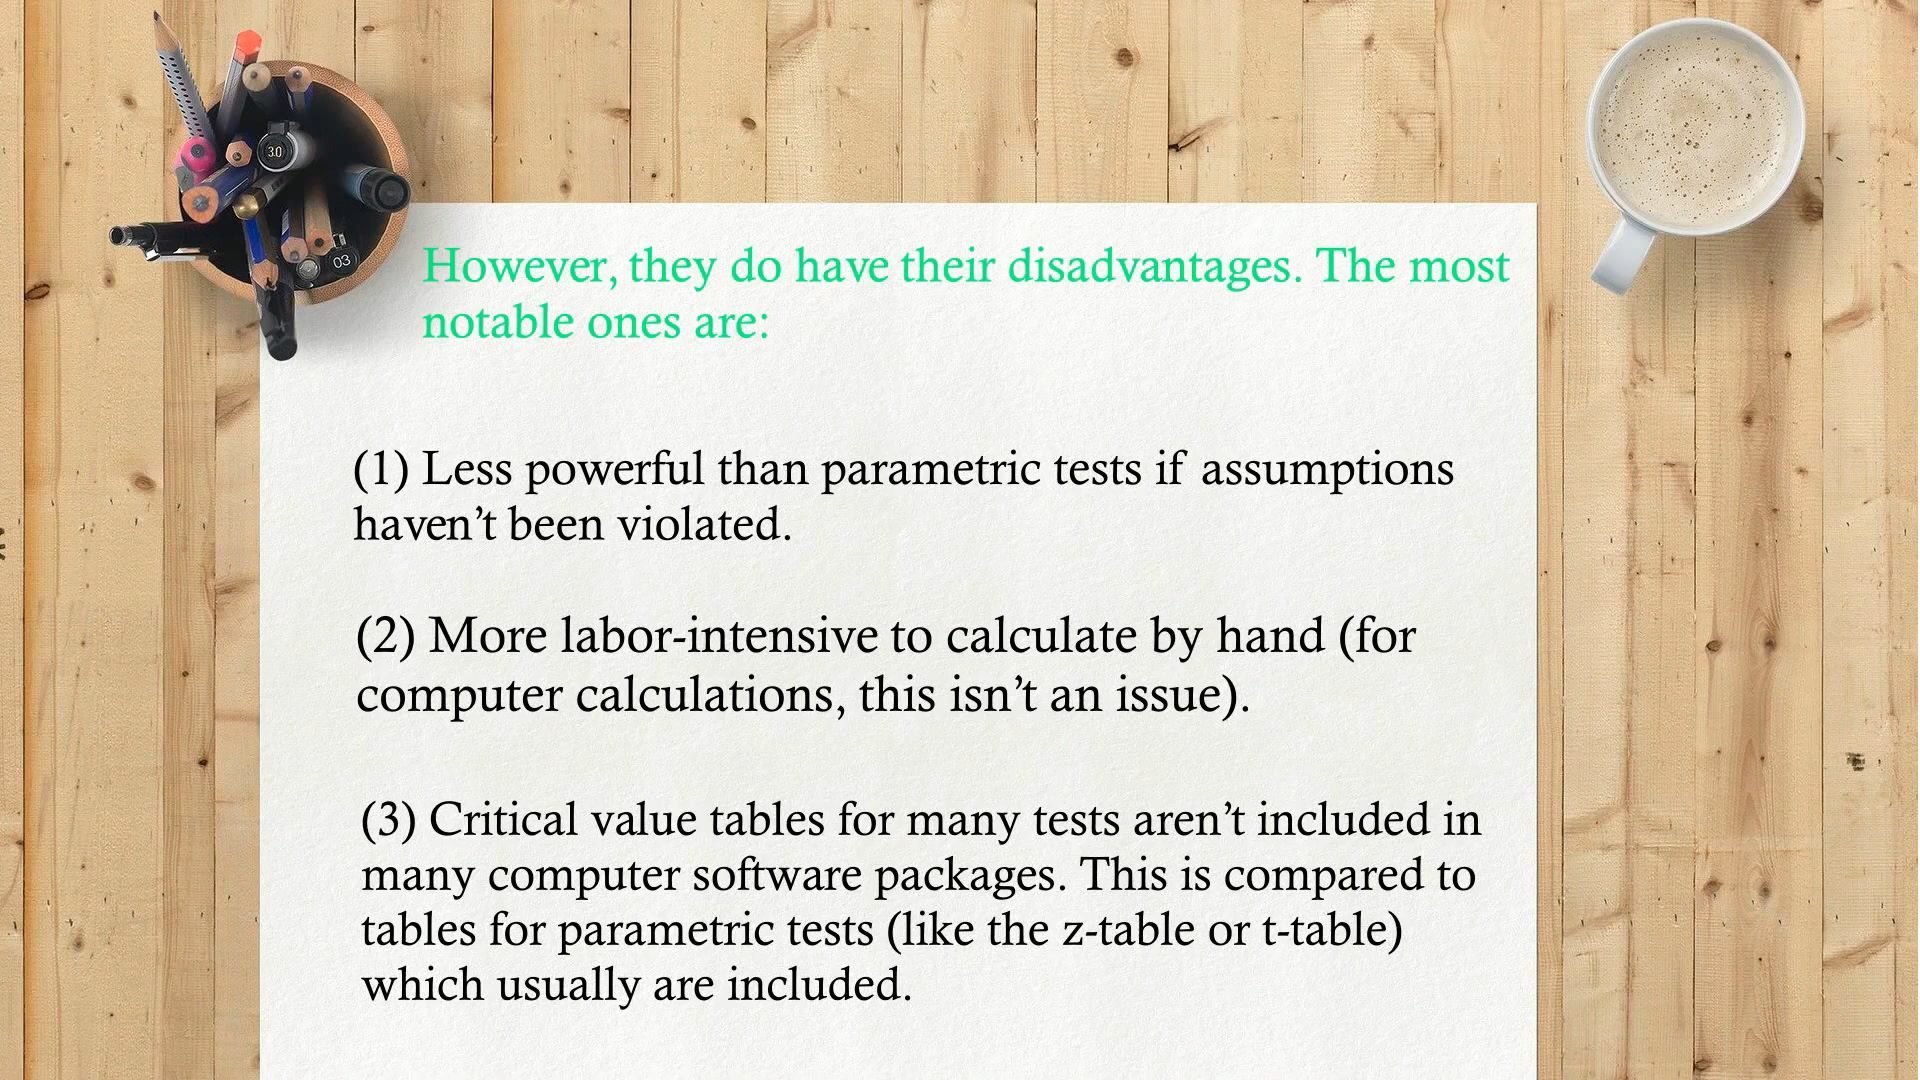 3.0
03
However, they do have their disadvantages. The most
notable ones are:
(1) Less powerful than parametric tests if assumptions
haven’t been violated.
(2) More labor-intensive to calculate by hand (for
computer calculations, this isn’t an issue).
(3) Critical value tables for many tests aren’t included in
many computer software packages. This is compared to
tables for parametric tests (like the z-table or t-table)
which usually are included.